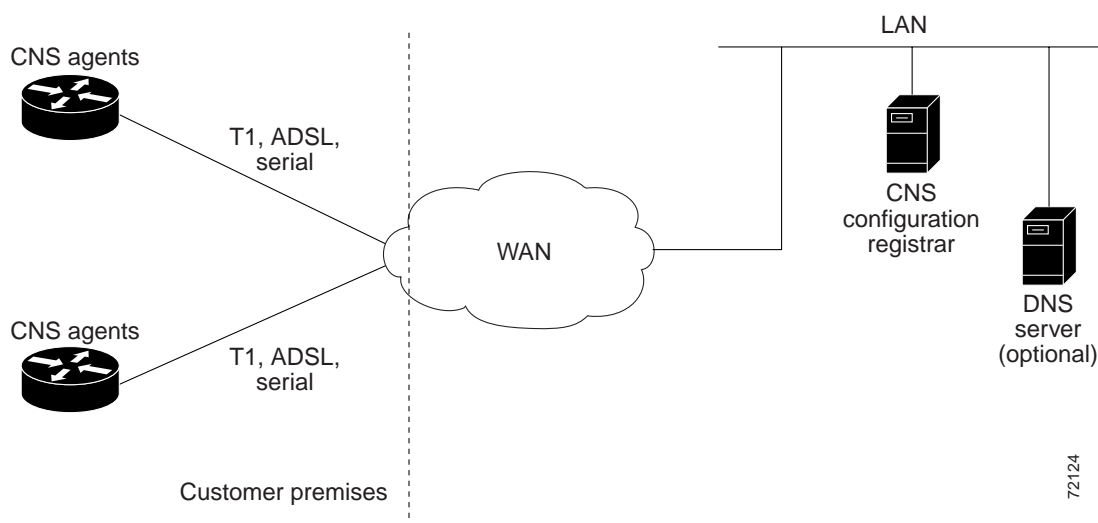 LAN
CNS agents
T1, ADSL,
serial
WAN
CNS
configuration
registrar
DNS
server
(optional)
CNS agents
T1, ADSL,
serial
Customer premises
72124